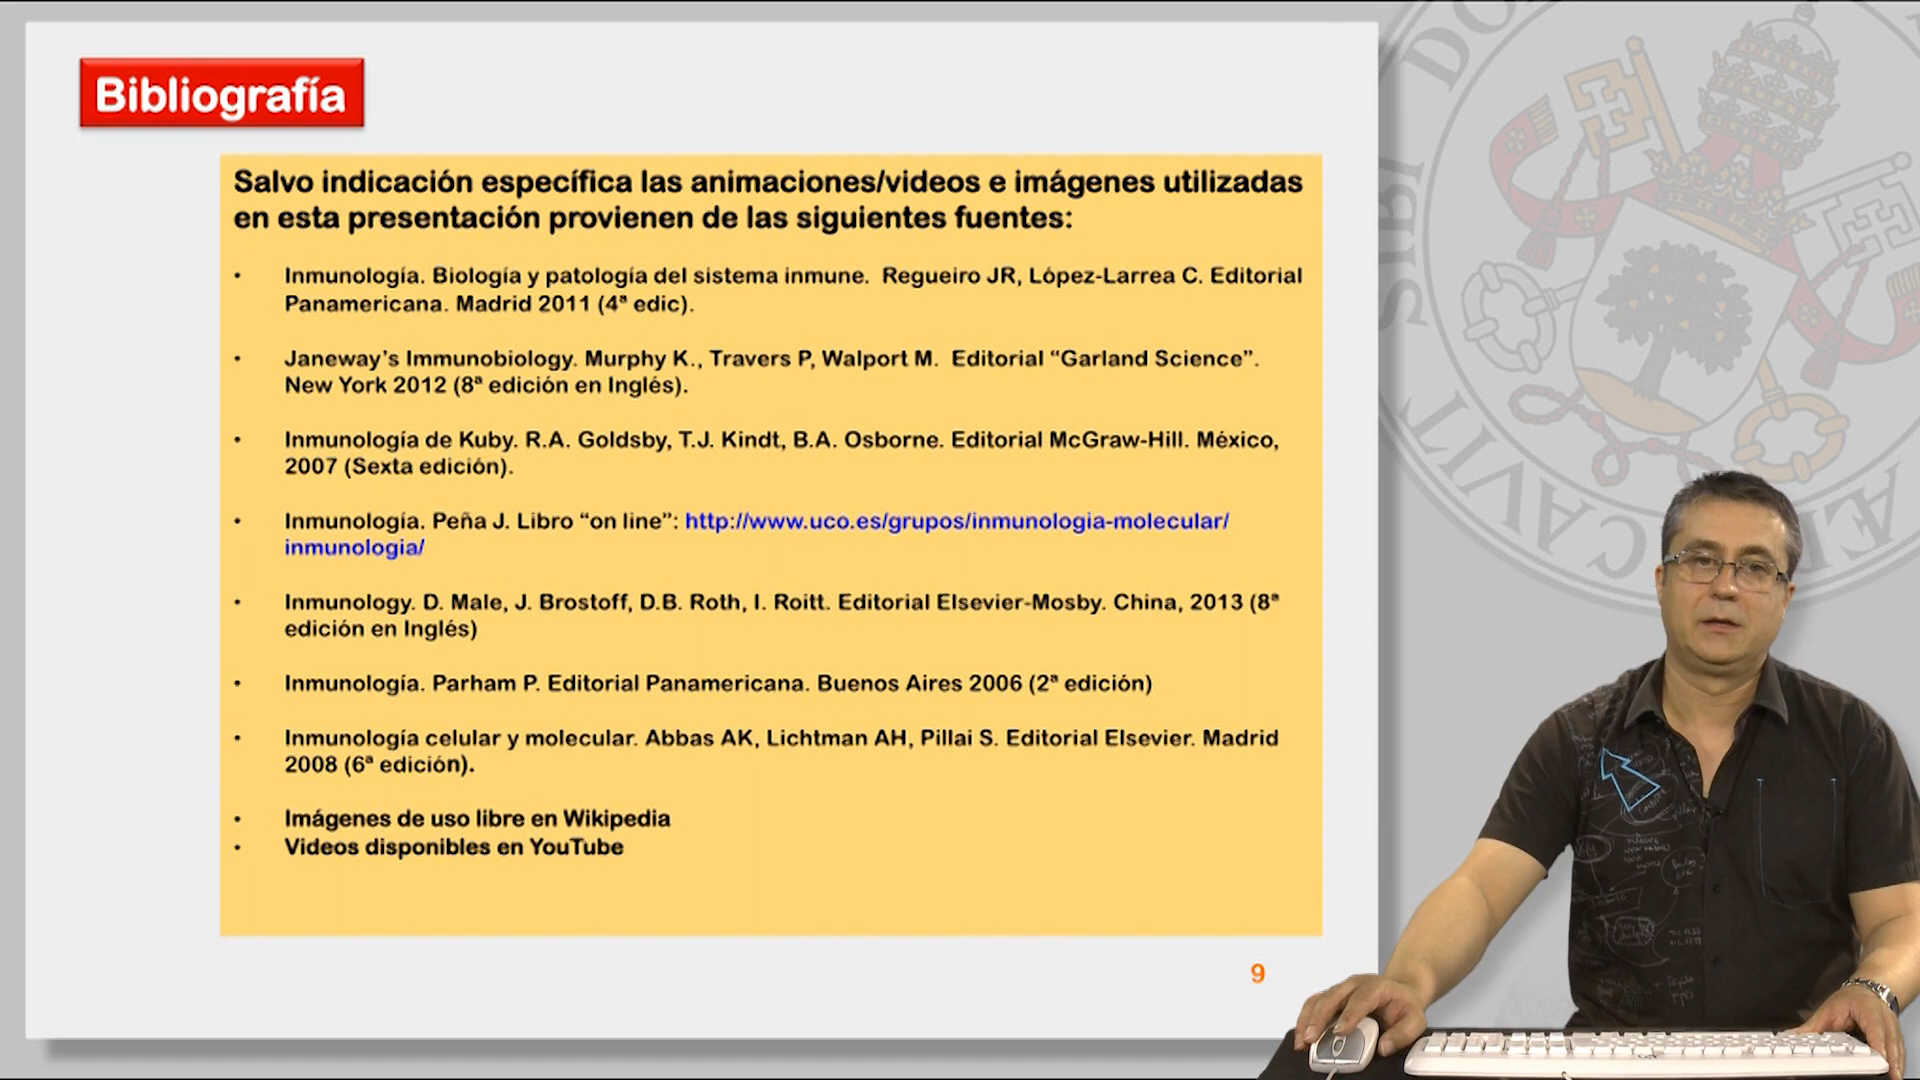 Bibliografía
Salvo indicación específica las animaciones/videos e imágenes utilizadas
en esta presentación provienen de las siguientes fuentes:
• Inmunología. Biología y patología del sistema inmune. Regueiro JR, López-Larrea C. Editorial
Panamericana. Madrid 2011 (4ª edic).
• Janeway's Immunobiology. Murphy K., Travers P, Walport M. Editorial “Garland Science”.
New York 2012 (8ª edición en Inglés).
• Inmunología de Kuby. R.A. Goldsby, T.J. Kindt, B.A. Osborne. Editorial McGraw-Hill. México,
2007 (Sexta edición).
• Inmunología. Peña J. Libro “on line”: http://www.uco.es/grupos/inmunologia-molecular/
inmunologia/
• Inmunology. D. Male, J. Brostoff, D.B. Roth, I. Roitt. Editorial Elsevier-Mosby. China, 2013 (8ª
edición en Inglés)
• Inmunología. Parham P. Editorial Panamericana. Buenos Aires 2006 (2ª edición)
• Inmunología celular y molecular. Abbas AK, Lichtman AH, Pillai S. Editorial Elsevier. Madrid
2008 (6ª edición).
• Imágenes de uso libre en Wikipedia
• Videos disponibles en YouTube
9
SIBI